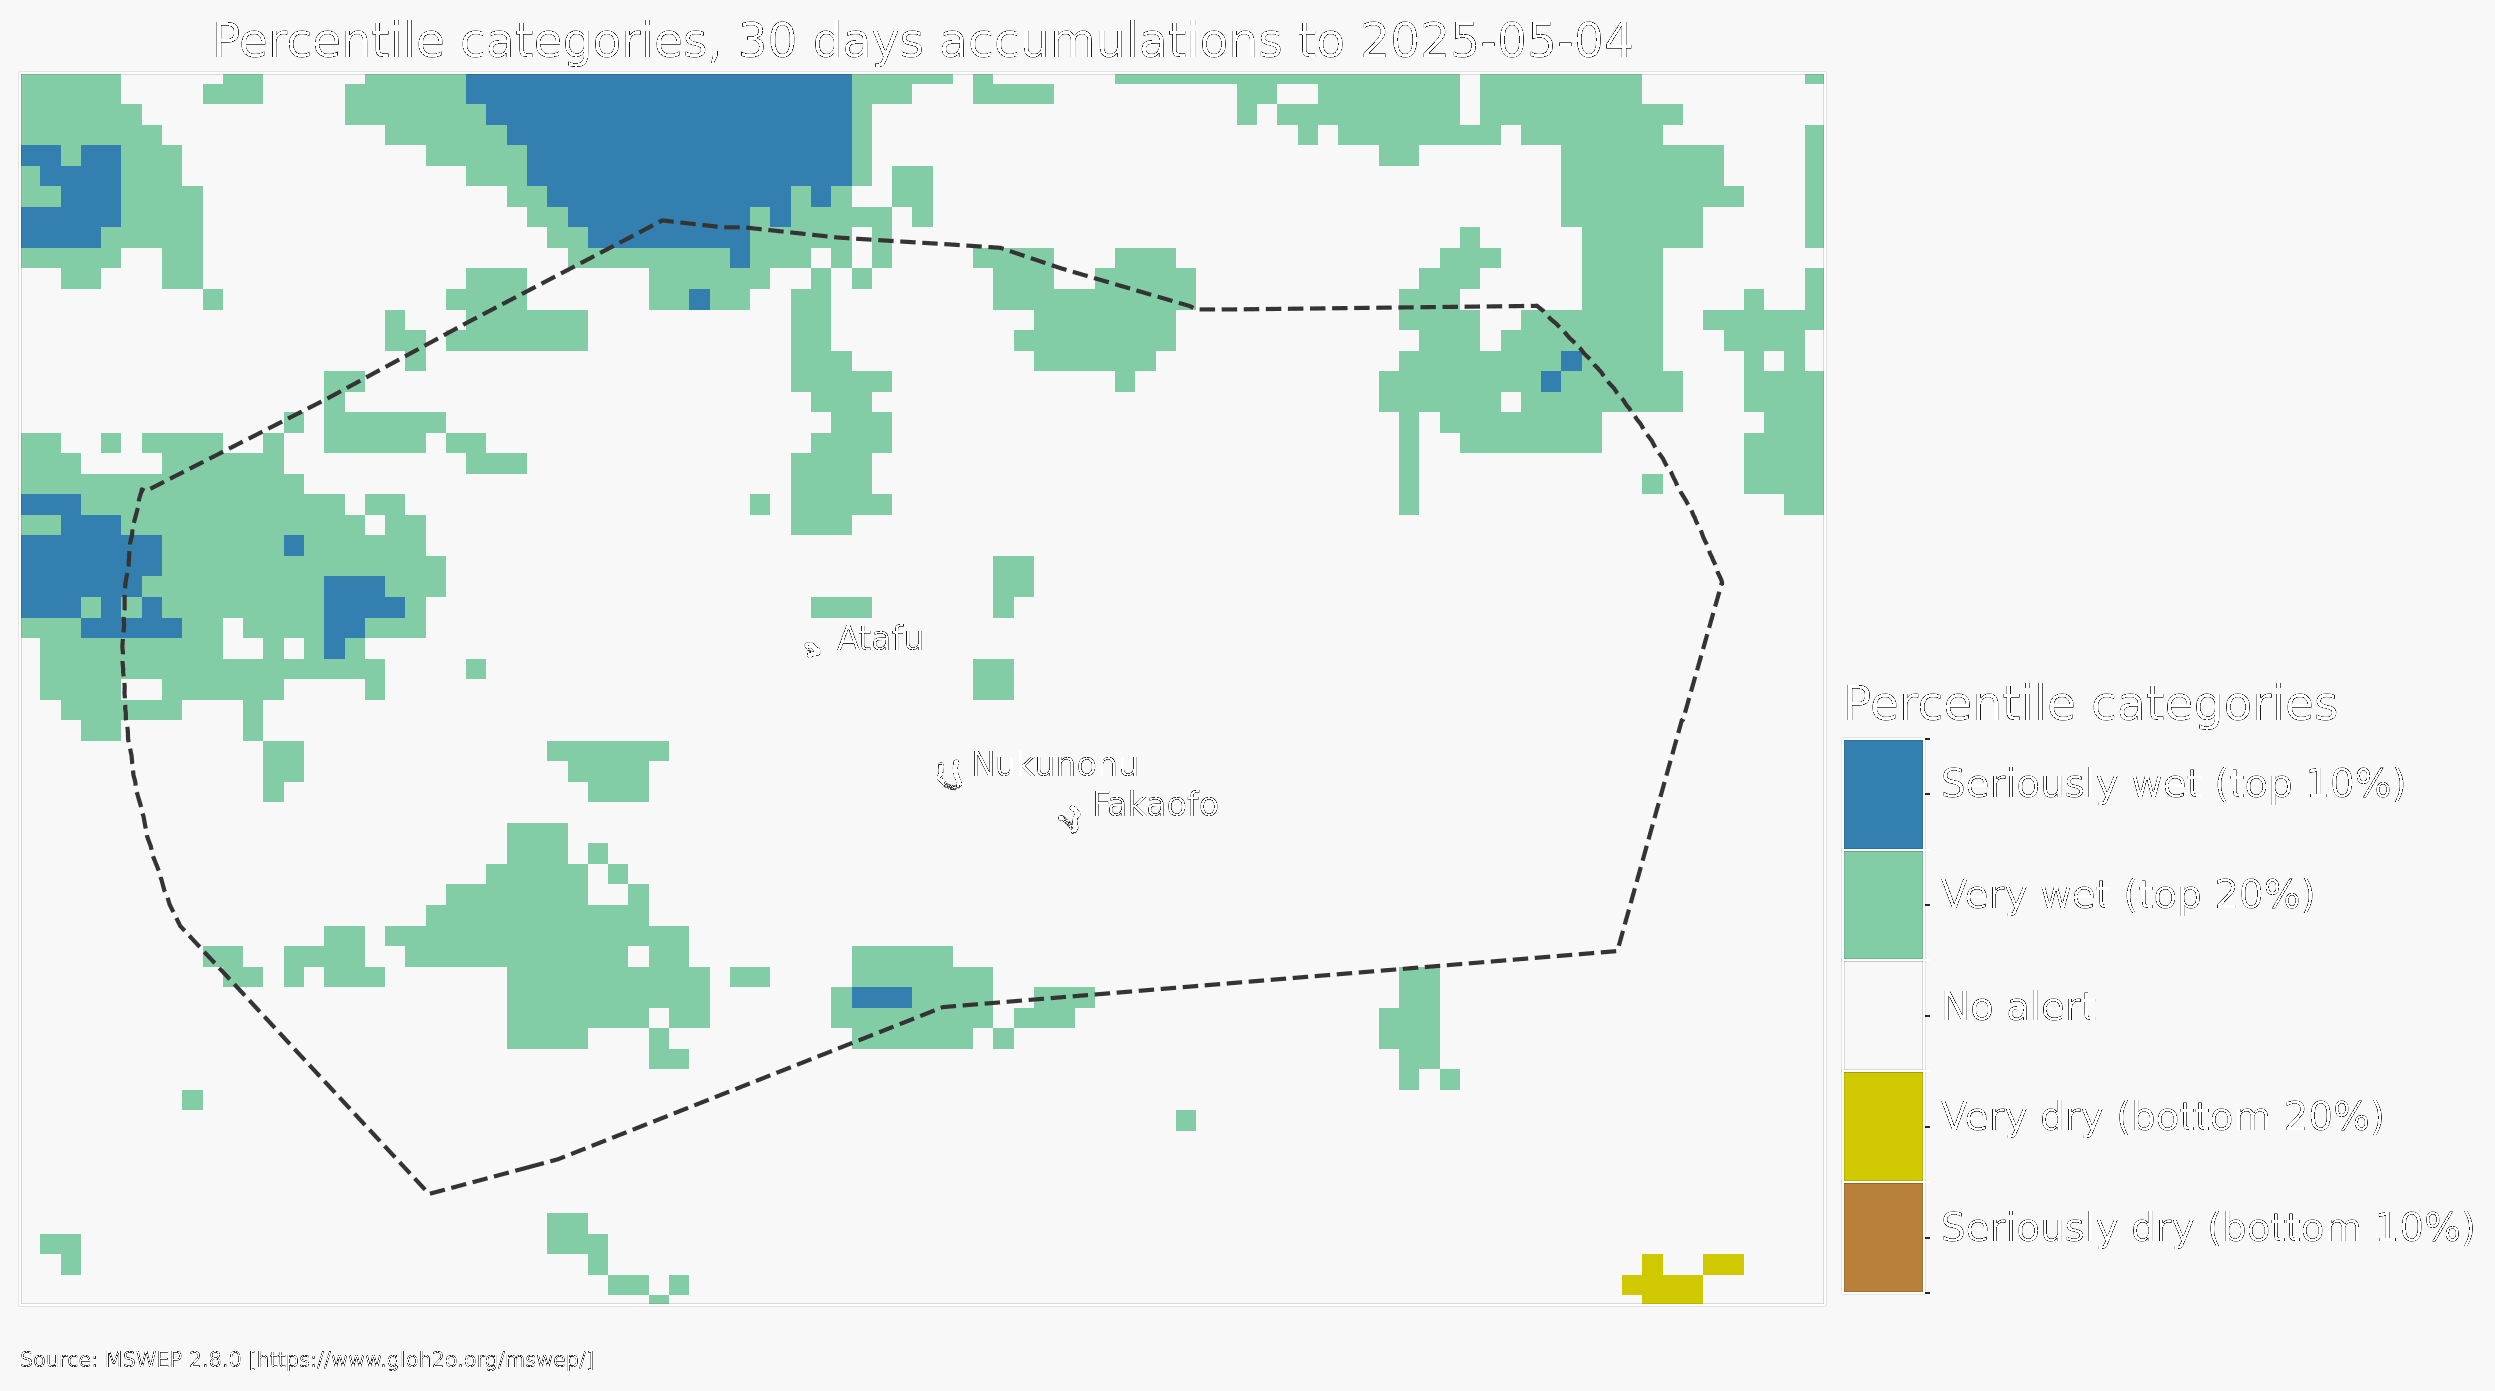 Percentile categories, 30 days accumulations to 2025-05-04
Atafu
Nukunonu
Fakaofo
Percentile categories
Seriously wet (top 10%)
Very wet (top 20%)
No alert
Very dry (bottom 20%)
Seriously dry (bottom 10%)
Source: MSWEP 2.8.0 [https://www.gloh2o.org/mswep/]